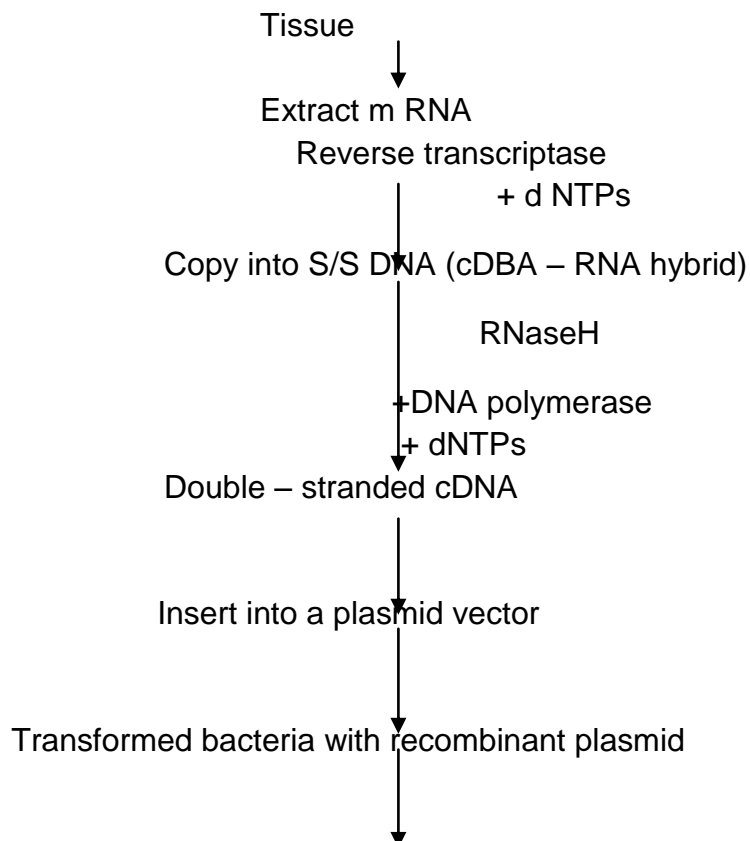 Tissue
Extract m RNA
Reverse transcriptase
+ d NTPs
Copy into S/S DNA (cDBA – RNA hybrid)
RNaseH
+DNA polymerase
+ dNTPs
Double – stranded cDNA
Insert into a plasmid vector
Transformed bacteria with recombinant plasmid